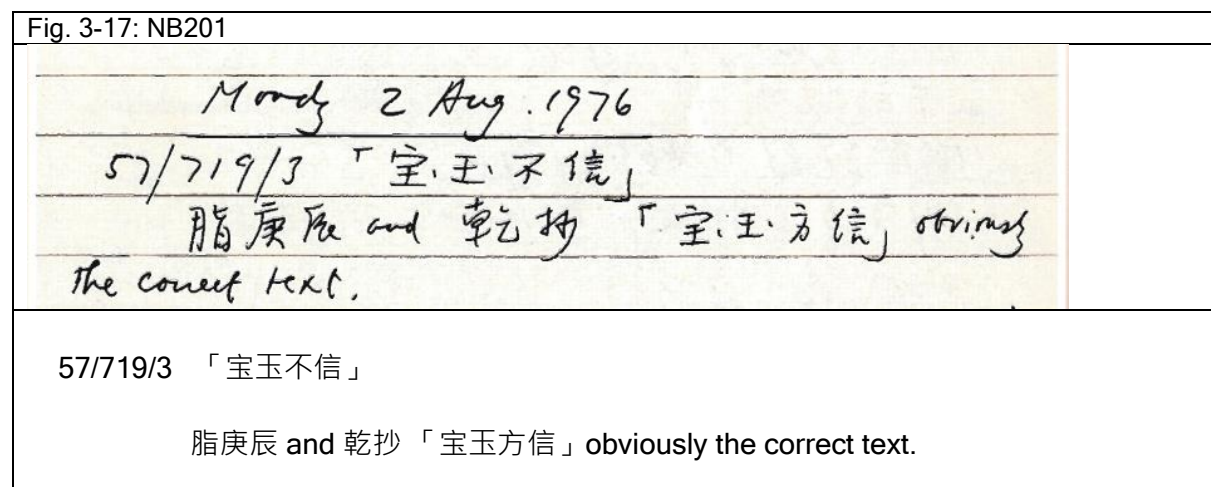 Fig. 3-17: NB201
Mondy 2 Aug. 1976
57/719/3 「宝玉不信」
脂庚辰 and 乾抄 「宝玉方信」 obviously
the correct text.
57/719/3 「宝玉不信」
脂庚辰 and 乾抄 「宝玉方信」obviously the correct text.